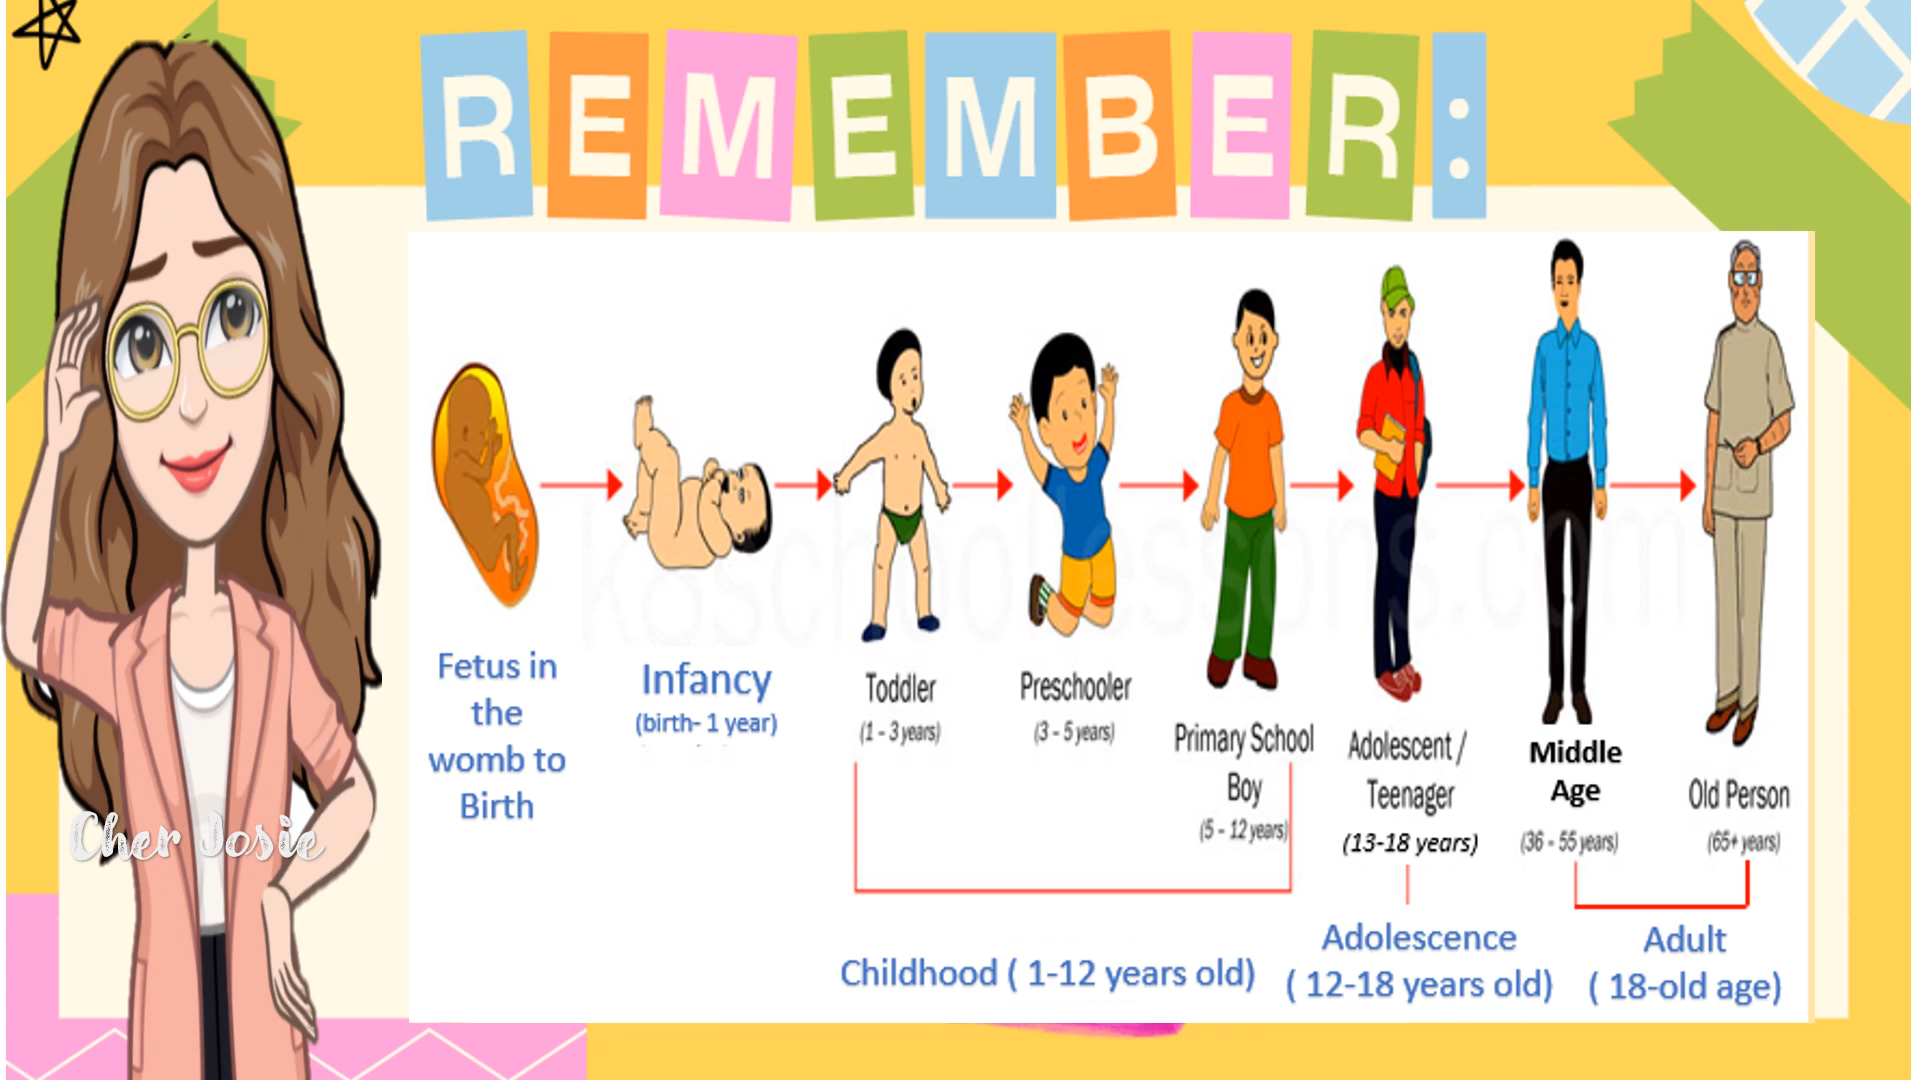 REMEMBER:
Fetus in
the
womb to
Birth
Infancy
(birth- 1 year)
Toddler
(1 - 3 years)
Preschooler
(3 - 5 years)
Primary School
Boy
(5 - 12 years)
Adolescent /
Teenager
(13-18 years)
Middle
Age
(36 - 55 years)
Old Person
(65+ years)
Childhood ( 1-12 years old)
Adolescence
( 12-18 years old)
Adult
( 18-old age)
Cher Josie
kdschoollessons.com